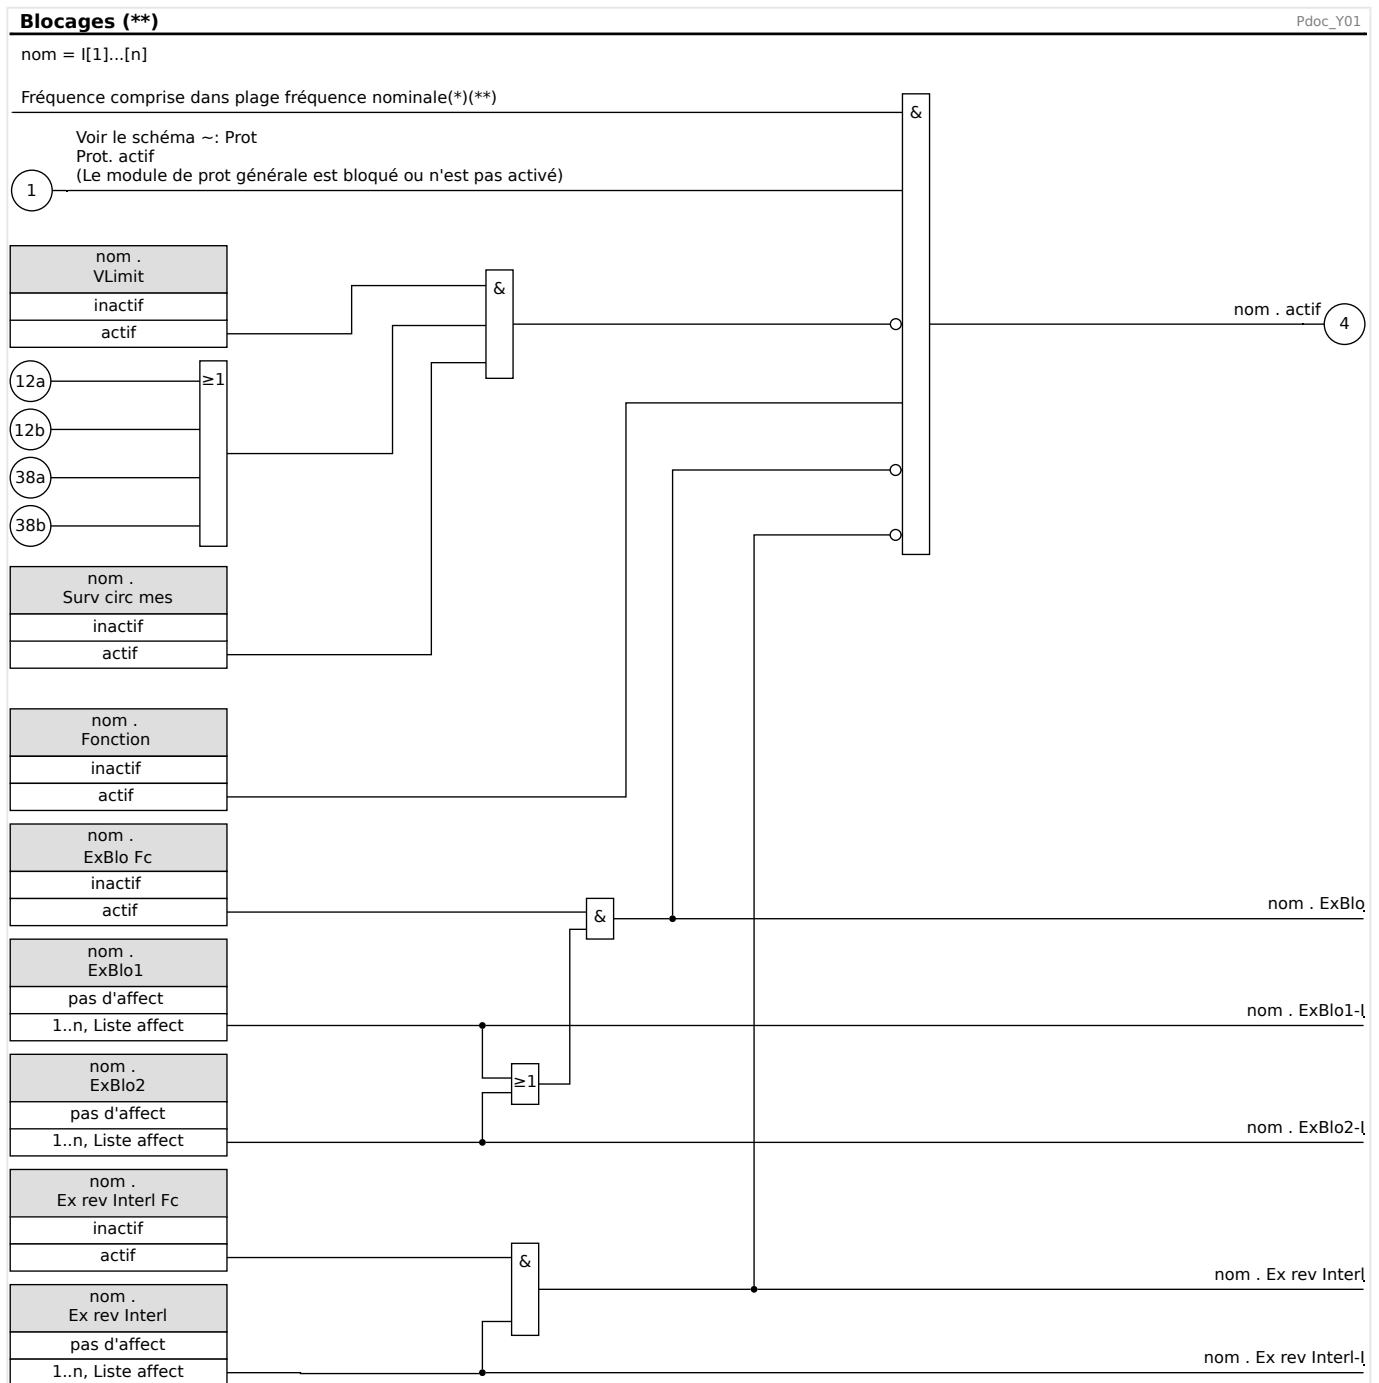 Blocages (**)
Pdoc_Y01
nom = I[1]...[n]
Fréquence comprise dans plage fréquence nominale(*)(**)
&
Voir le schéma ~: Prot
Prot. actif
(Le module de prot générale est bloqué ou n'est pas activé)
1
nom .
VLimit
inactif
actif
&
nom . actif
4
12a
≥1
12b
38a
38b
nom .
Surv circ mes
inactif
actif
nom .
Fonction
inactif
actif
nom .
ExBlo Fc
inactif
actif
&
nom . ExBlo
nom .
ExBlo1
pas d'affect
1..n, Liste affect
nom . ExBlo1-I
nom .
ExBlo2
≥1
pas d'affect
1..n, Liste affect
nom . ExBlo2-I
nom .
Ex rev Interl Fc
inactif
actif
&
nom . Ex rev Interl
nom .
Ex rev Interl
pas d'affect
1..n, Liste affect
nom . Ex rev Interl-I